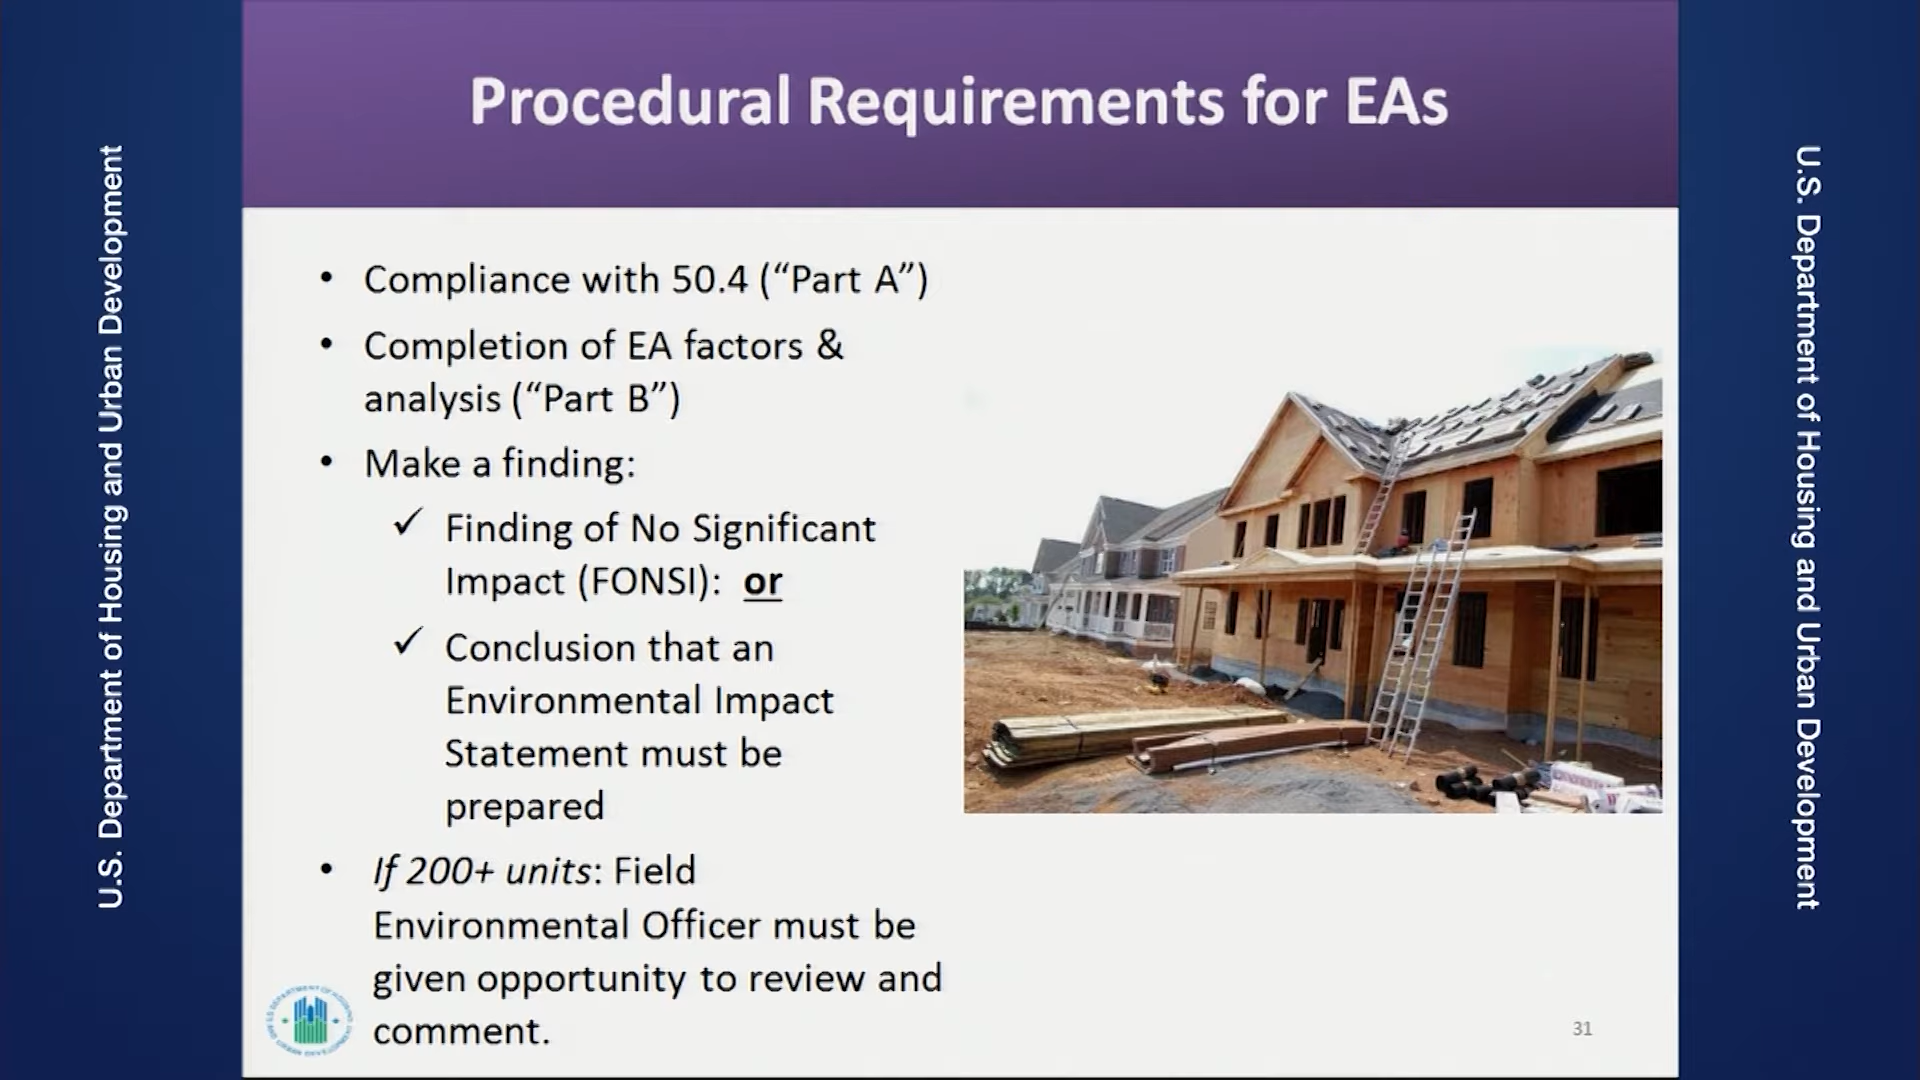 Procedural Requirements for EAs
U.S. Department of Housing and Urban Development
• Compliance with 50.4 (“Part A”)
• Completion of EA factors &
analysis (“Part B”)
• Make a finding:
✓ Finding of No Significant
Impact (FONSI): or
✓ Conclusion that an
Environmental Impact
Statement must be
prepared
• If 200+ units: Field
Environmental Officer must be
given opportunity to review and
comment.
31
U.S. Department of Housing and Urban Development